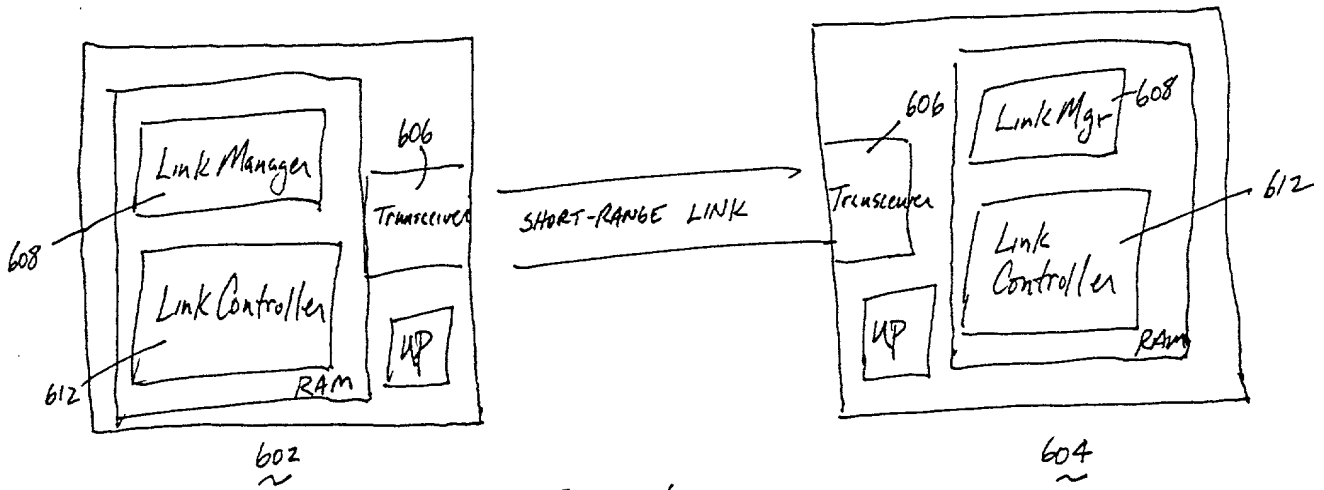 Link Manager
608
Link Controller
612
RAM
606
Transceiver
UP
602
SHORT-RANGE LINK
606
Transceiver
UP
Link Mgr
608
Link
Controller
612
RAM
604